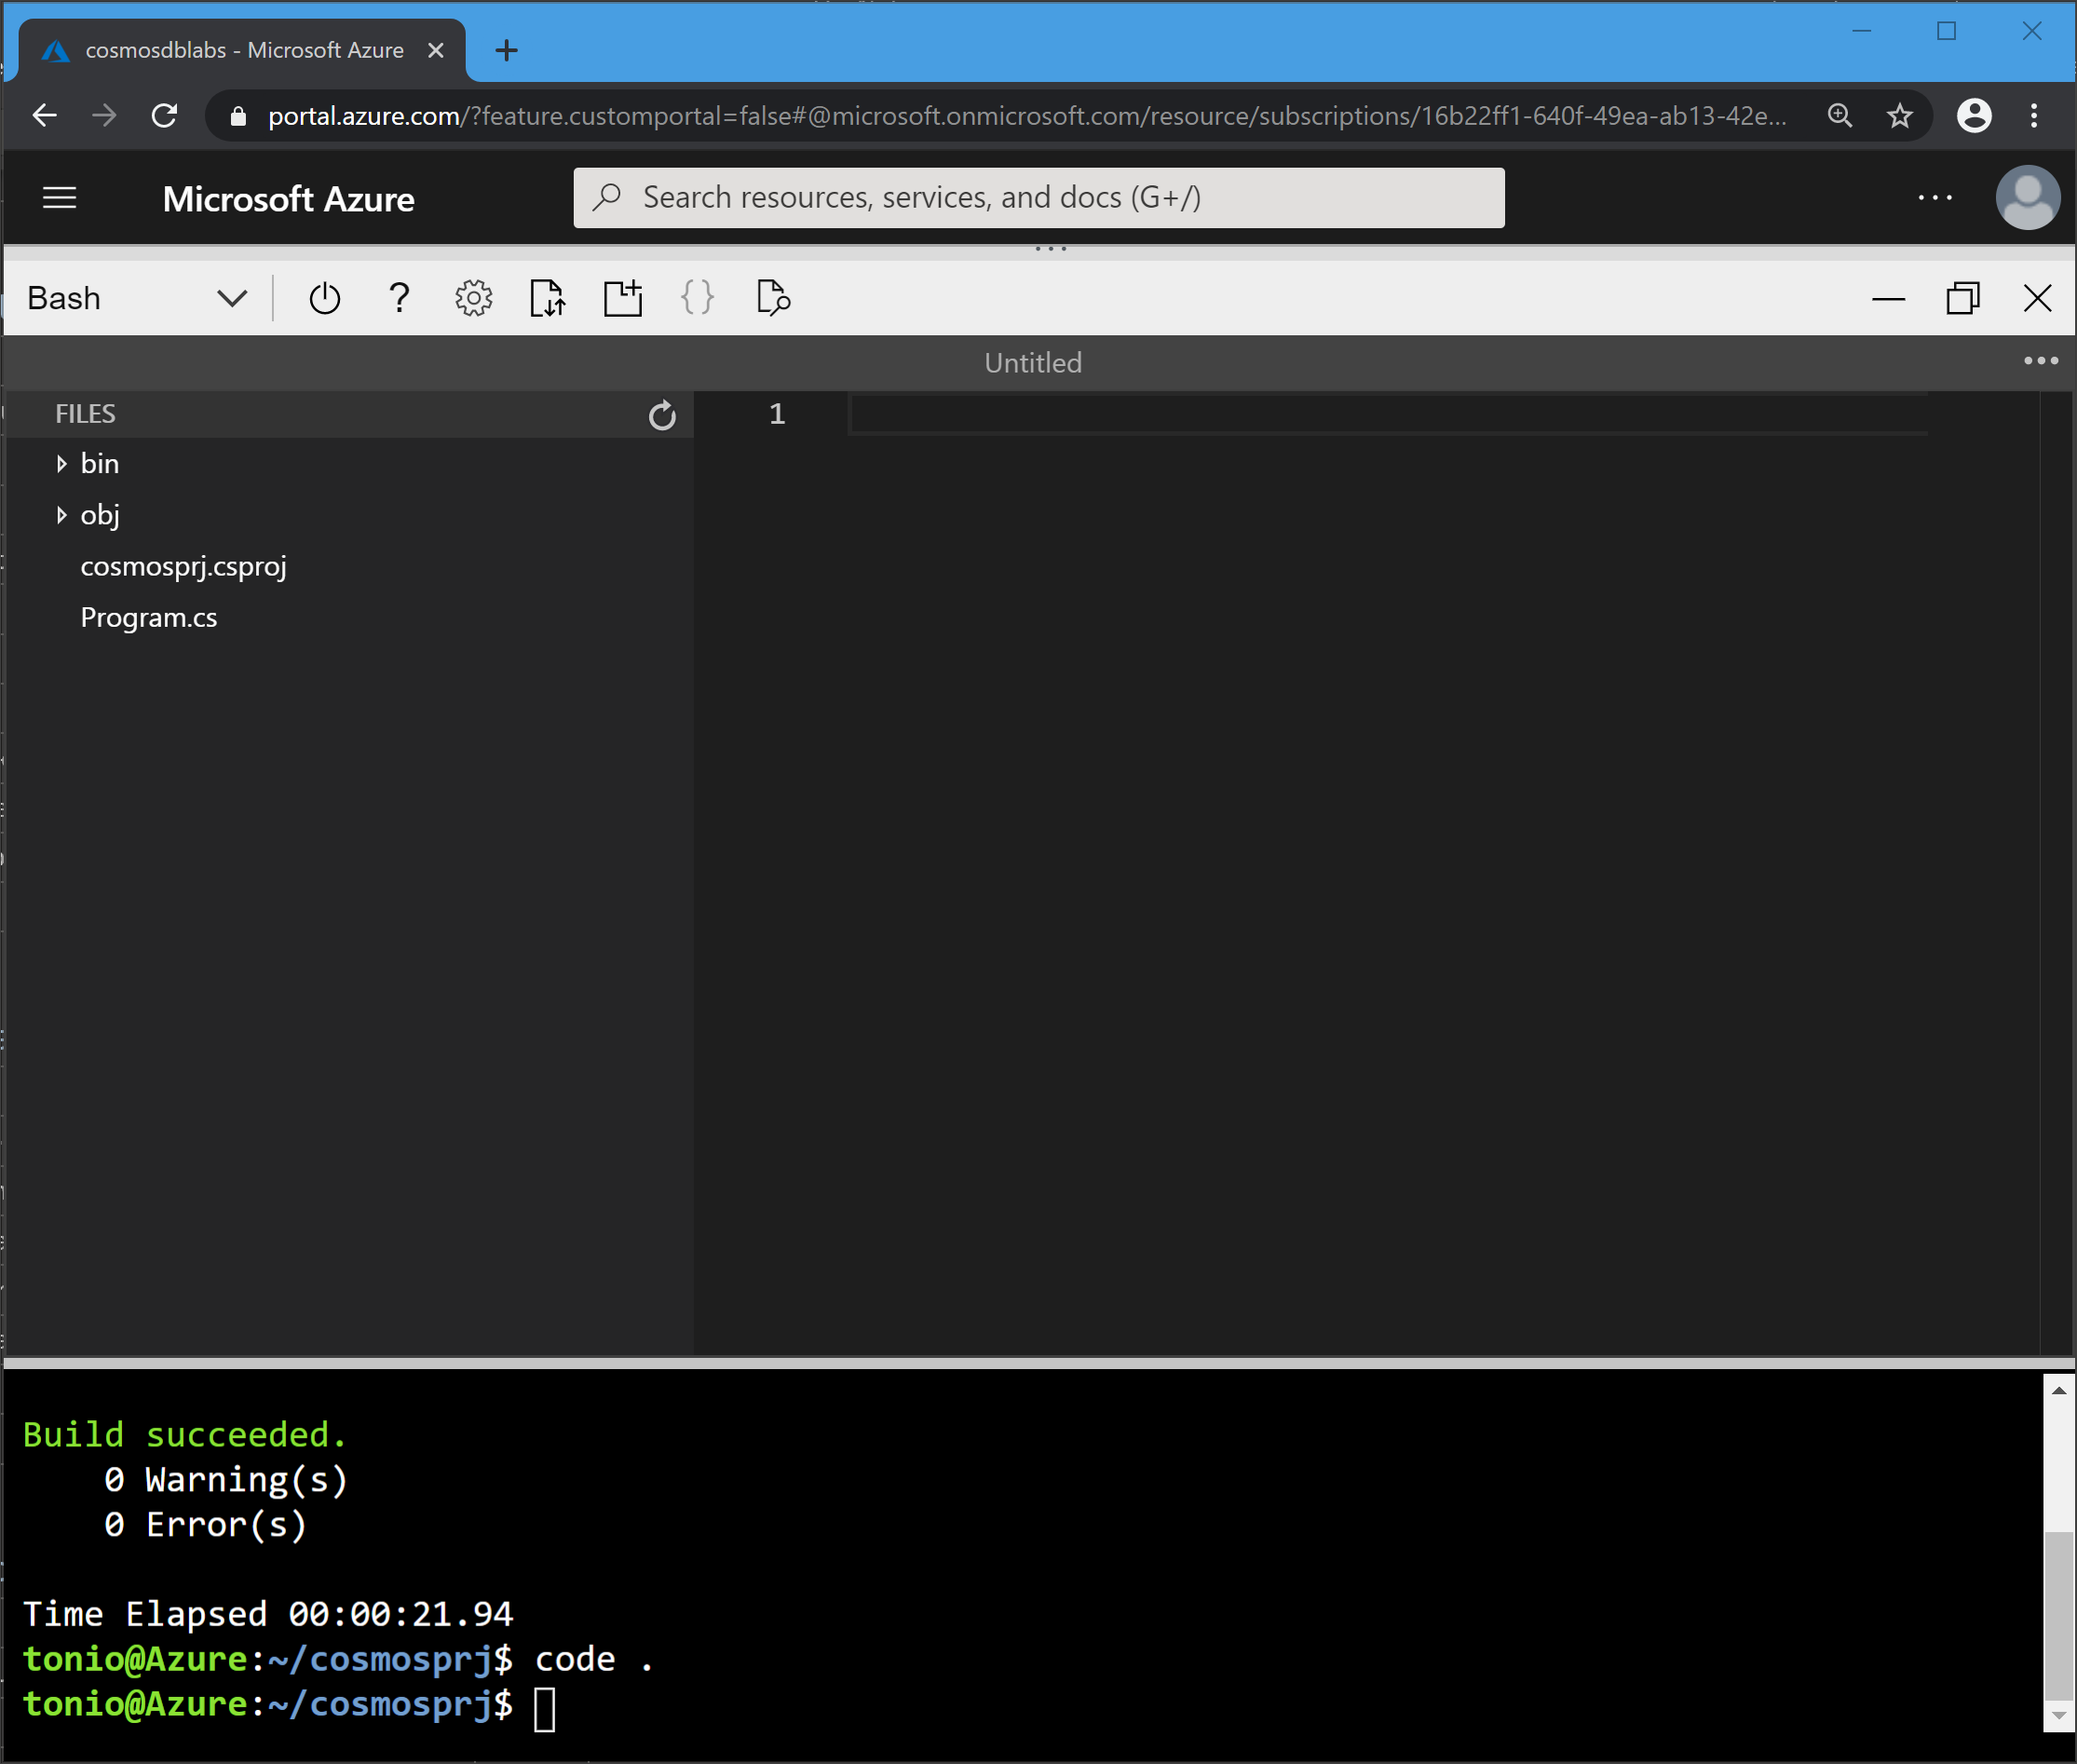 cosmosdblabs - Microsoft Azure
portal.azure.com/?feature.customportal=false#@microsoft.onmicrosoft.com/resource/subscriptions/16b22ff1-640f-49ea-ab13-42e...
Microsoft Azure
Search resources, services, and docs (G+/)
Bash
Untitled
FILES
1
bin
obj
cosmosprj.csproj
Program.cs
Build succeeded.
0 Warning(s)
0 Error(s)
Time Elapsed 00:00:21.94
tonio@Azure:~/cosmosprj$ code .
tonio@Azure:~/cosmosprj$